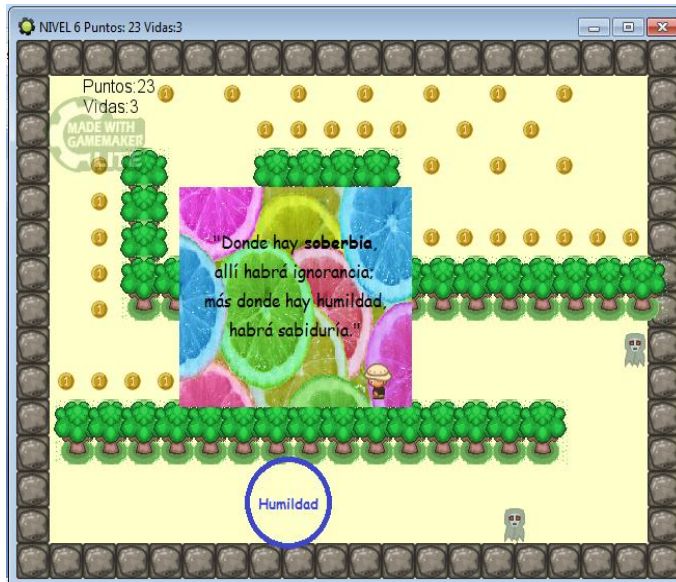 NIVEL 6 Puntos: 23 Vidas:3
Puntos:23
Vidas:3
MADE WITH
GAMEMAKER
LITE
"Donde hay soberbia,
allí habrá ignorancia;
más donde hay humildad,
habrá sabiduría."
Humildad